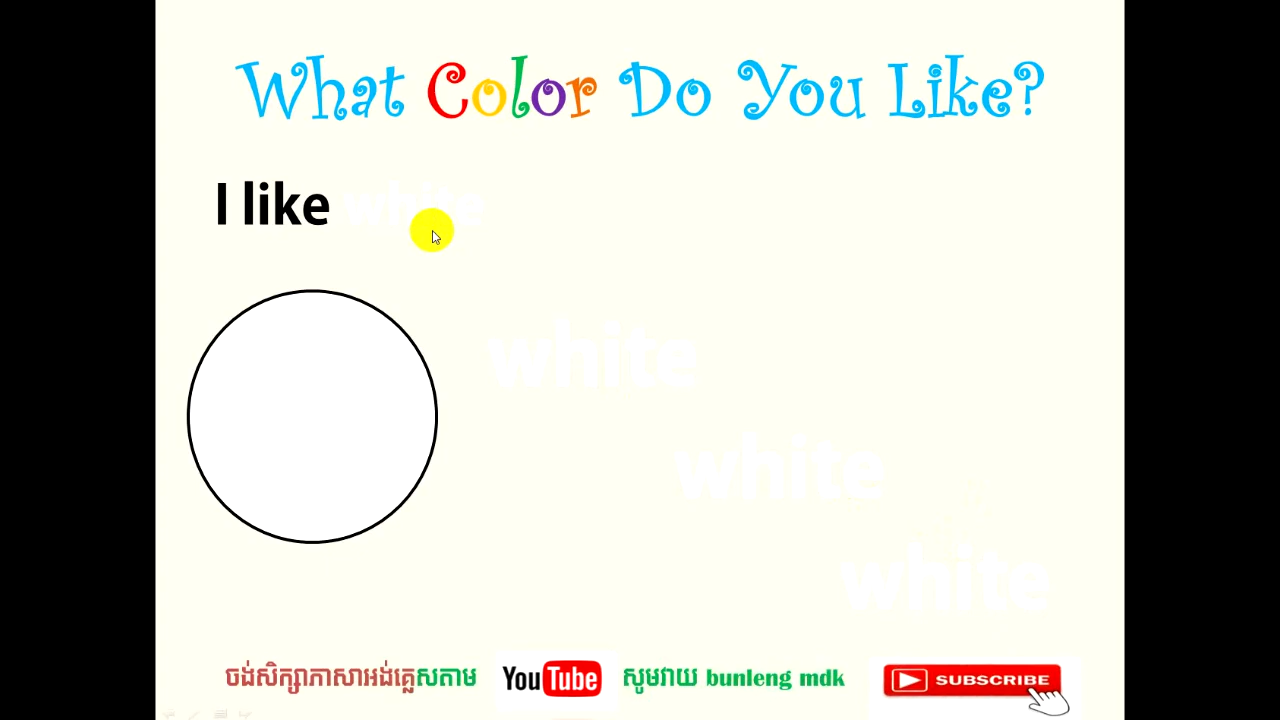 What Color Do You Like?
I like white
white
white
white
ចង់សិក្សាភាសាអង់គ្លេសតាម YouTube សូមវាយ bunleng mdk SUBSCRIBE